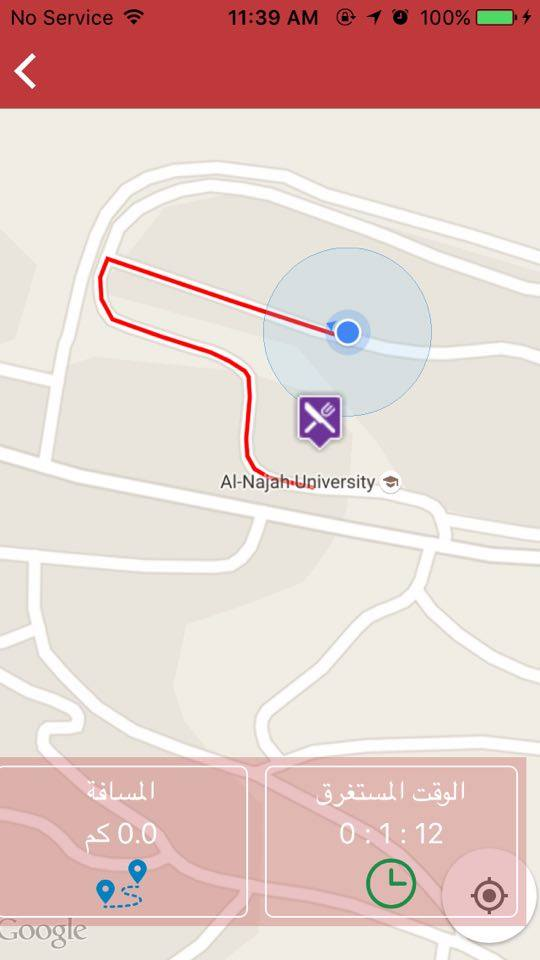 No Service 11:39 AM 100%
Al-Najah University
المسافة
0.0 كم
الوقت المستغرق
0 : 1 : 12
Google